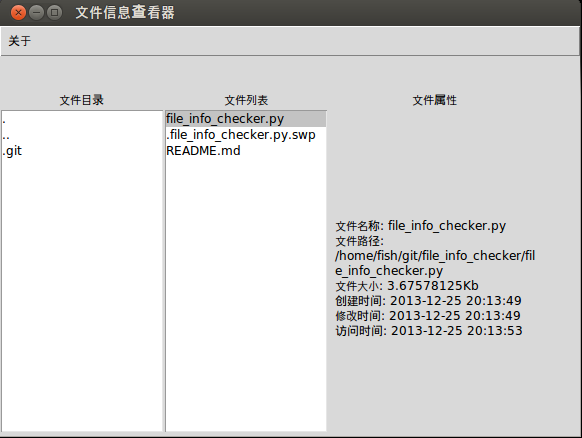 文件信息查看器
关于
文件目录
文件列表
文件属性
.
..
.git
file_info_checker.py
.file_info_checker.py.swp
README.md
文件名称: file_info_checker.py
文件路径:
/home/fish/git/file_info_checker/fil
e_info_checker.py
文件大小: 3.67578125Kb
创建时间: 2013-12-25 20:13:49
修改时间: 2013-12-25 20:13:49
访问时间: 2013-12-25 20:13:53